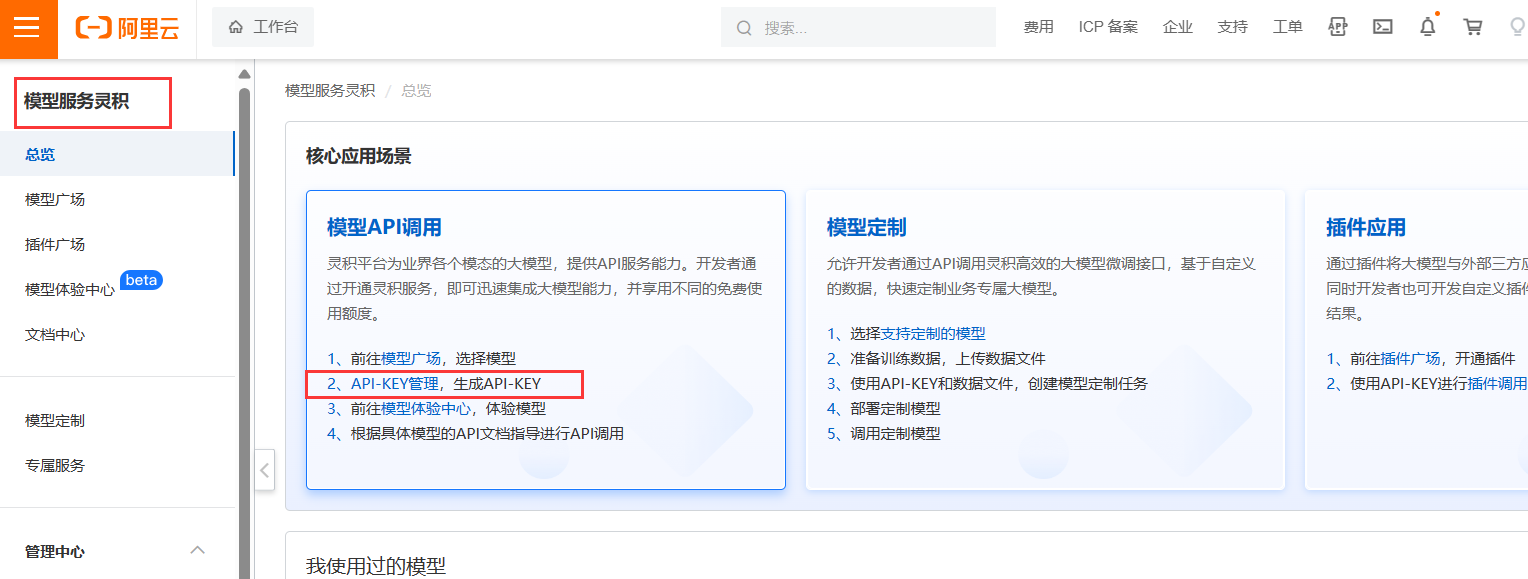 阿里云
工作台
搜索...
费用
ICP 备案
企业
支持
工单
APP
模型服务灵积
总览
模型广场
插件广场
模型体验中心
beta
文档中心
模型定制
专属服务
管理中心
模型服务灵积 / 总览
核心应用场景
模型API调用
灵积平台为业界各个模态的大模型，提供API服务能力。开发者通
过开通灵积服务，即可迅速集成大模型能力，并享用不同的免费使
用额度。
1、前往模型广场，选择模型
2、API-KEY管理，生成API-KEY
3、前往模型体验中心，体验模型
4、根据具体模型的API文档指导进行API调用
模型定制
允许开发者通过API调用灵积高效的大模型微调接口，基于自定义
的数据，快速定制业务专属大模型。
1、选择支持定制的模型
2、准备训练数据，上传数据文件
3、使用API-KEY和数据文件，创建模型定制任务
4、部署定制模型
5、调用定制模型
插件应用
通过插件将大模型与外部三方应
同时开发者也可开发自定义插件
结果。
1、前往插件广场，开通插件
2、使用API-KEY进行插件调用
我使用过的模型